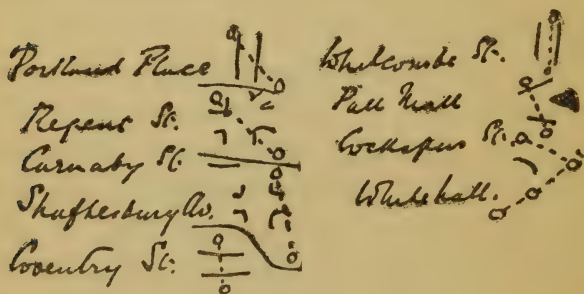 Portland Place
Regent St.
Carnaby St.
Shaftesbury Av.
Coventry St.
Whitcombe St.
Pall Mall
Cockspur St.
Whitehall.